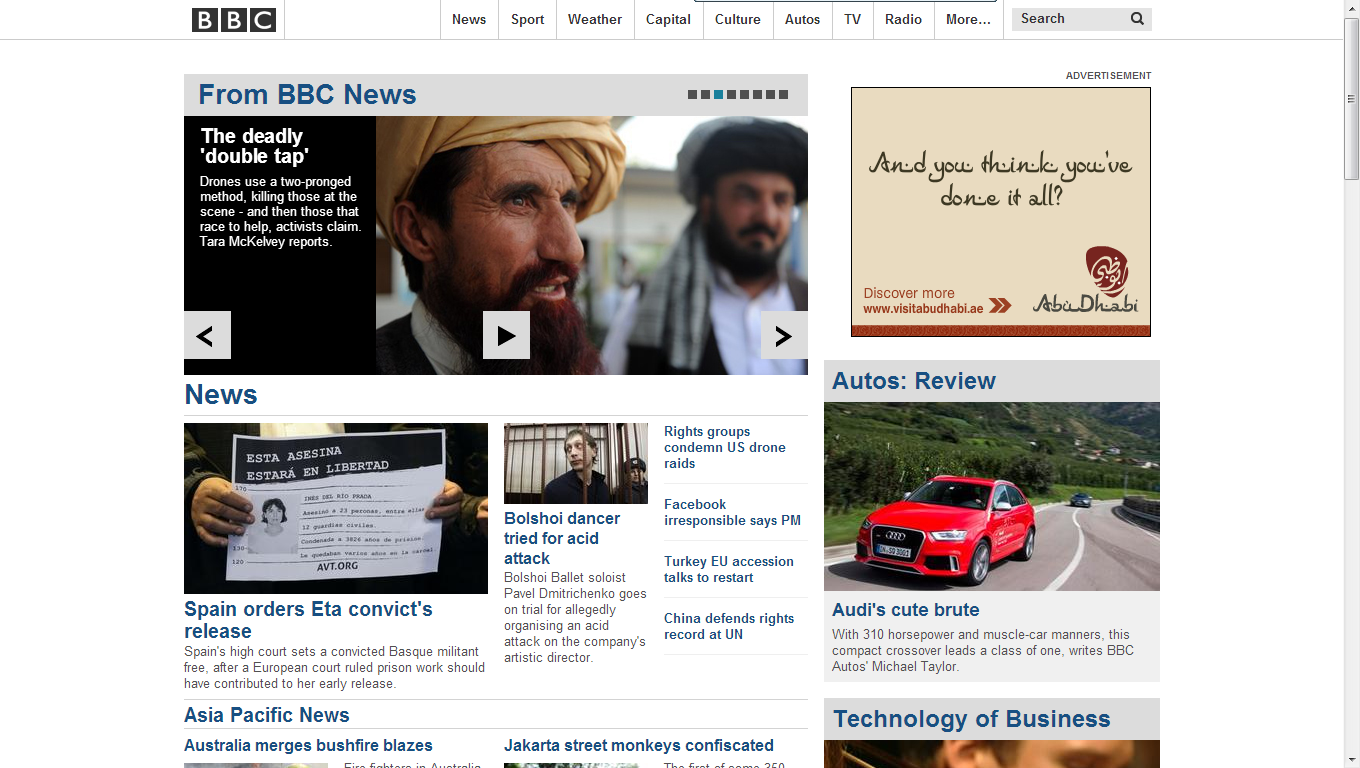 BBC
News
Sport
Weather
Capital
Culture
Autos
TV
Radio
More...
Search
ADVERTISEMENT
From BBC News
The deadly
'double tap'
Drones use a two-pronged
method, killing those at the
scene - and then those that
race to help, activists claim.
Tara McKelvey reports.
And you think you've
done it all?
Discover more
www.visitabudhabi.ae
أبوظبي
Abu Dhabi
News
ESTA ASESINA
ESTARÁ EN LIBERTAD
170
INES DEL RÍO PRADA
Asesinó a 23 personas, entre ellas
12 guardias civiles.
Condenada a 3826 años de prisión.
130
Le quedaban varios años en la carcel
120
AVT.ORG
Spain orders Eta convict's
release
Spain's high court sets a convicted Basque militant
free, after a European court ruled prison work should
have contributed to her early release.
Bolshoi dancer
tried for acid
attack
Bolshoi Ballet soloist
Pavel Dmitrichenko goes
on trial for allegedly
organising an acid
attack on the company's
artistic director.
Rights groups
condemn US drone
raids
Facebook
irresponsible says PM
Turkey EU accession
talks to restart
China defends rights
record at UN
Autos: Review
Audi's cute brute
With 310 horsepower and muscle-car manners, this
compact crossover leads a class of one, writes BBC
Autos' Michael Taylor.
Technology of Business
Asia Pacific News
Australia merges bushfire blazes
Fire fighters in Australia
Jakarta street monkeys confiscated
The first of some 350